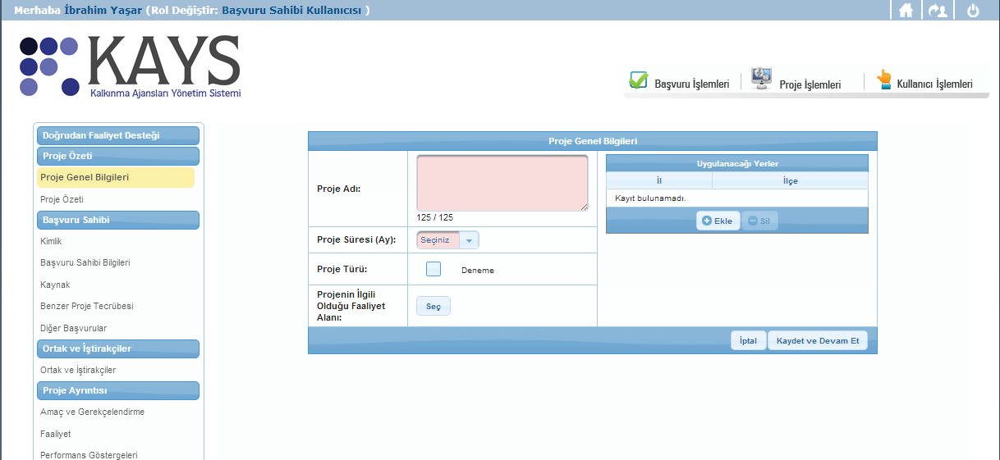 Merhaba İbrahim Yaşar (Rol Değiştir: Başvuru Sahibi Kullanıcısı )
KAYS
Kalkınma Ajansları Yönetim Sistemi
Başvuru İşlemleri
Proje İşlemleri
Kullanıcı İşlemleri
Doğrudan Faaliyet Desteği
Proje Özeti
Proje Genel Bilgileri
Proje Özeti
Başvuru Sahibi
Kimlik
Başvuru Sahibi Bilgileri
Kaynak
Benzer Proje Tecrübesi
Diğer Başvurular
Ortak ve İştirakçiler
Ortak ve İştirakçiler
Proje Ayrıntısı
Amaç ve Gerekçelendirme
Faaliyet
Performans Göstergeleri
Proje Genel Bilgileri
Proje Adı:
125 / 125
Proje Süresi (Ay):
Seçiniz
Proje Türü:
Deneme
Projenin İlgili
Olduğu Faaliyet
Alanı:
Seç
Uygulanacağı Yerler
İl
İlçe
Kayıt bulunamadı.
Ekle
Sil
İptal
Kaydet ve Devam Et